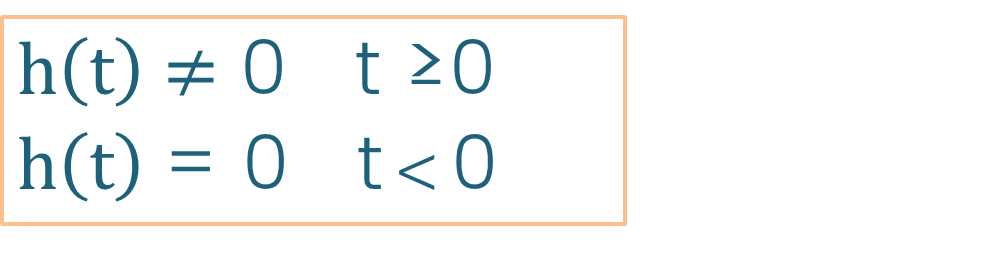 h(t) ≠ 0 t ≥0
h(t) = 0 t < 0